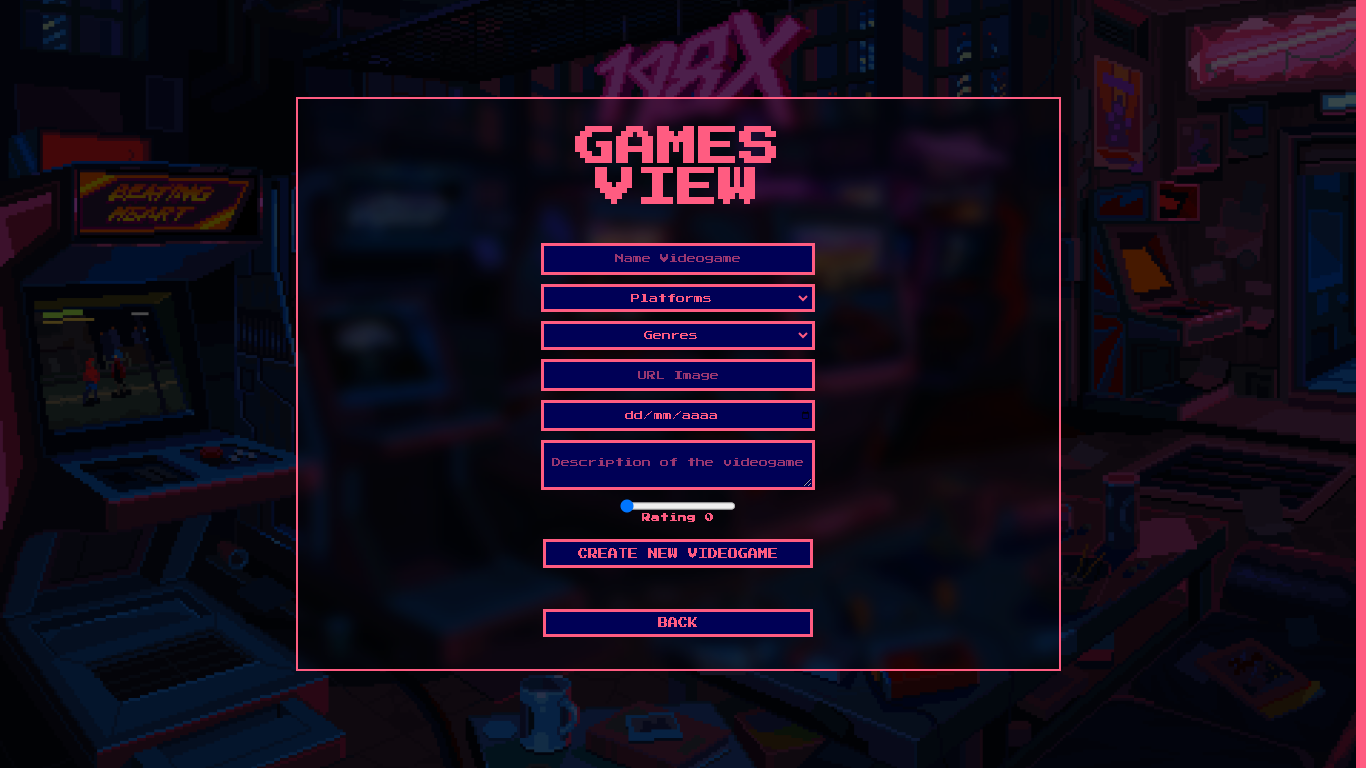 198X
BEATING
HEART
GAMES
VIEW
Name Videogame
Platforms
Genres
URL Image
dd/mm/aaaa
Description of the videogame
Rating 0
CREATE NEW VIDEOGAME
BACK